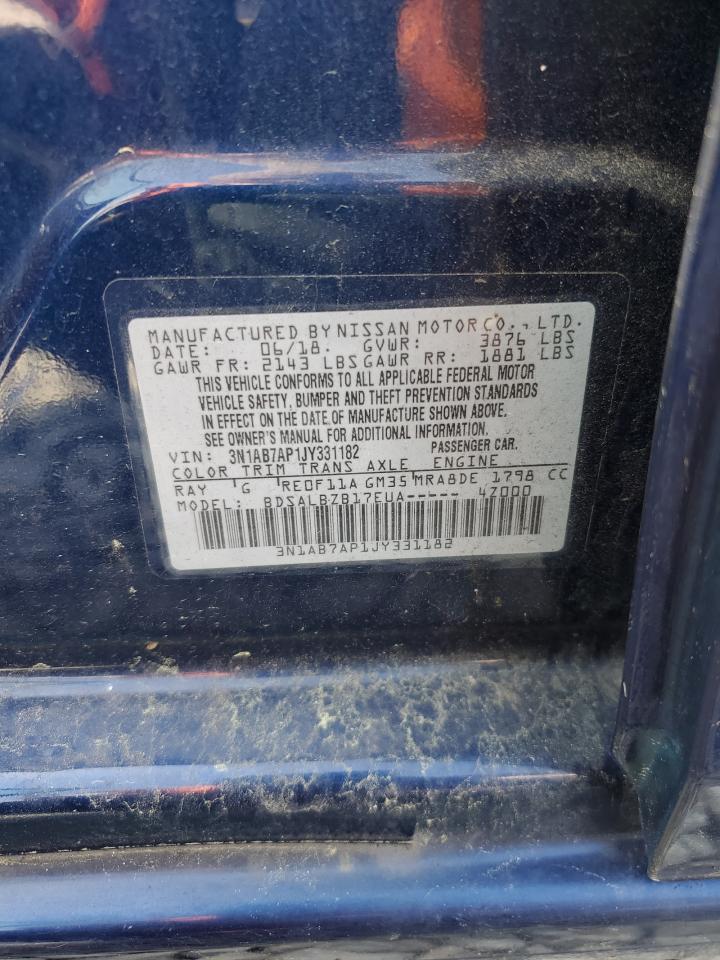 MANUFACTURED BY NISSAN MOTOR CO., LTD.
DATE: 06/18. GVWR: 3876 LBS
GAWR FR: 2143 LBS GAWR RR: 1881 LBS
THIS VEHICLE CONFORMS TO ALL APPLICABLE FEDERAL MOTOR
VEHICLE SAFETY, BUMPER AND THEFT PREVENTION STANDARDS
IN EFFECT ON THE DATE OF MANUFACTURE SHOWN ABOVE.
SEE OWNER'S MANUAL FOR ADDITIONAL INFORMATION.
VIN: 3N1AB7AP1JY331182 PASSENGER CAR.
COLOR TRIM TRANS AXLE ENGINE
RAY G RE0F11A GM35 MRA8DE 1798 CC
MODEL: BDSALBZB17EUA----- 4Z000
3N1AB7AP1JY331182